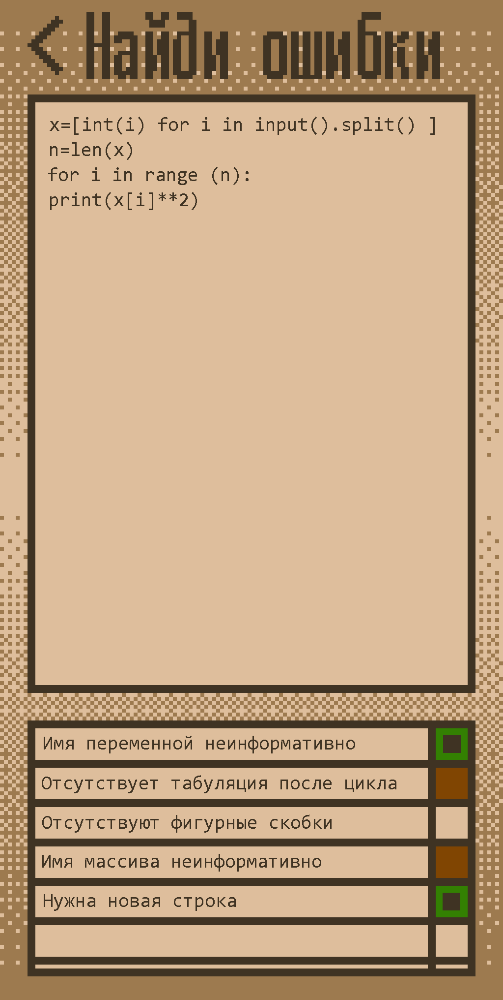 < Найди ошибки
x=[int(i) for i in input().split() ]
n=len(x)
for i in range (n):
print(x[i]**2)
Имя переменной неинформативно
Отсутствует табуляция после цикла
Отсутствуют фигурные скобки
Имя массива неинформативно
Нужна новая строка